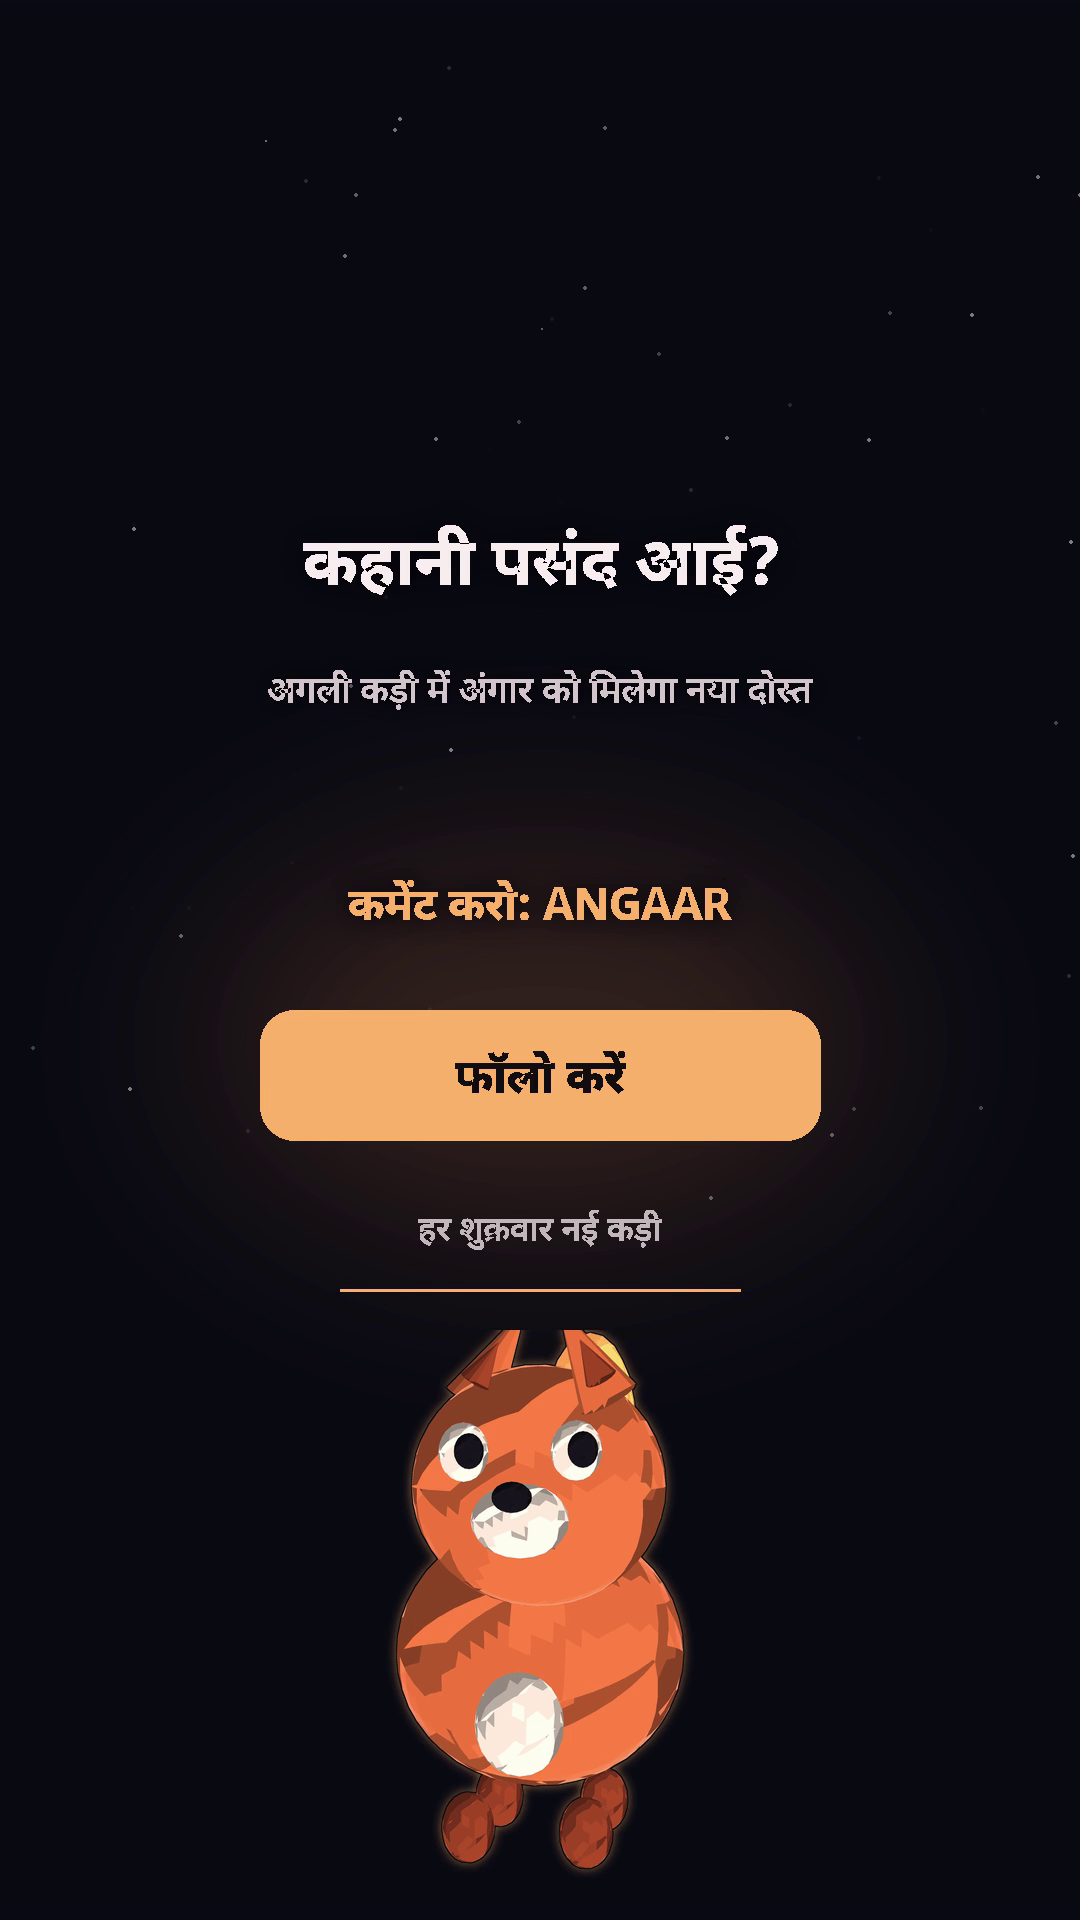 कहानी पसंद आई?
अगली कड़ी में अंगार को मिलेगा नया दोस्त
कमेंट करो: ANGAAR
फॉलो करें
हर शुक्रवार नई कड़ी